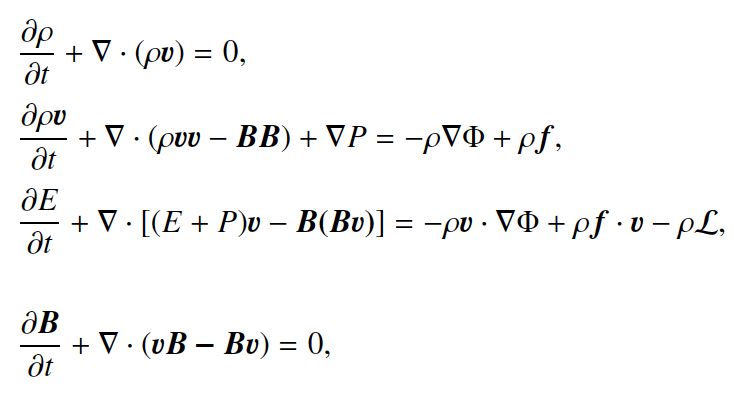 ∂ρ/∂t + ∇ · (ρv) = 0,
∂ρv/∂t + ∇ · (ρvv − BB) + ∇P = −ρ∇Φ + ρf,
∂E/∂t + ∇ · [(E + P)v − B(Bv)] = −ρv · ∇Φ + ρf · v − ρℒ,
∂B/∂t + ∇ · (vB − Bv) = 0,